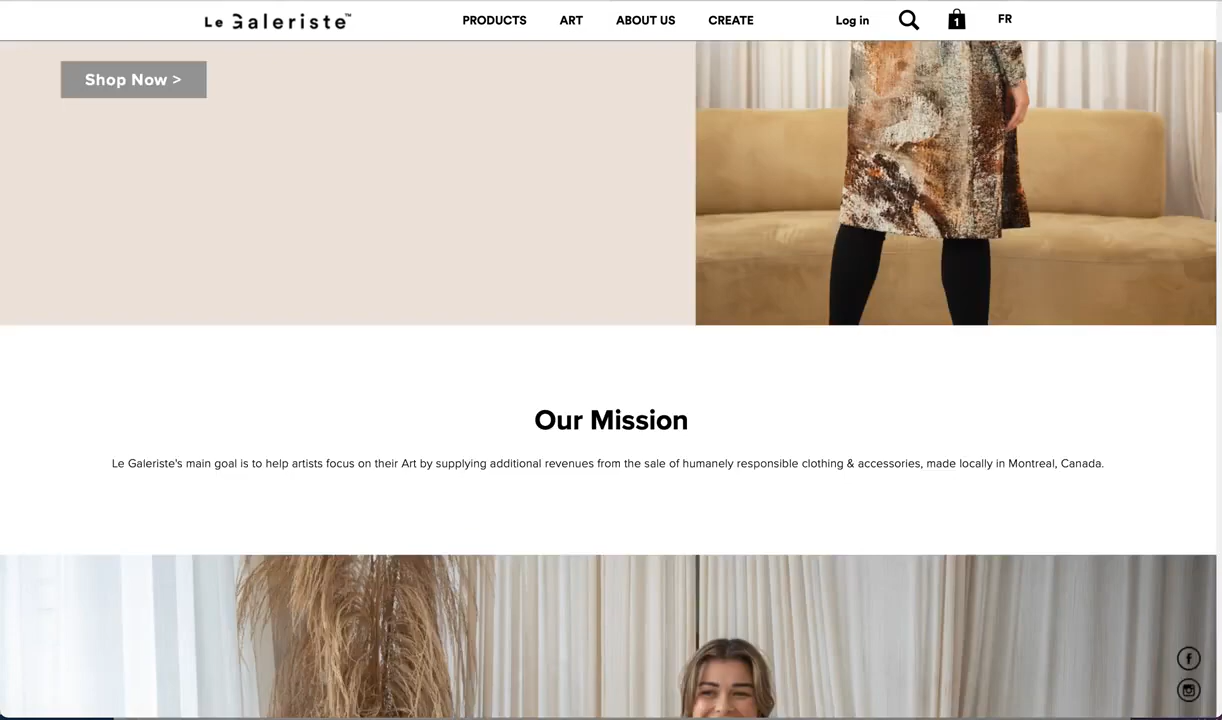 Le Galeriste™
PRODUCTS ART ABOUT US CREATE
Log in
1
FR
Shop Now >
Our Mission
Le Galeriste's main goal is to help artists focus on their Art by supplying additional revenues from the sale of humanely responsible clothing & accessories, made locally in Montreal, Canada.